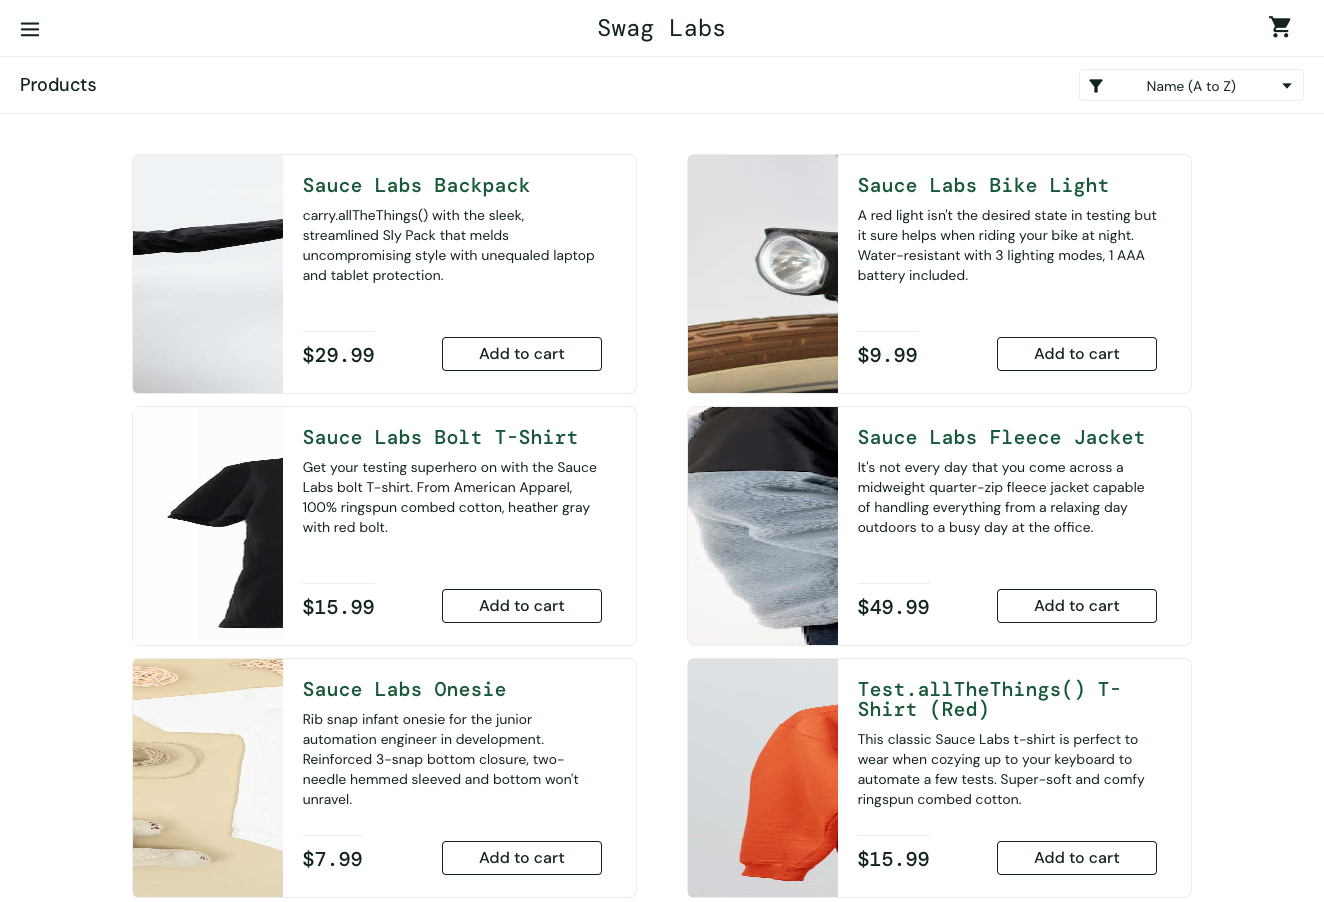 Swag Labs
Products
Name (A to Z)
Sauce Labs Backpack
carry.allTheThings() with the sleek,
streamlined Sly Pack that melds
uncompromising style with unequaled laptop
and tablet protection.
$29.99
Add to cart
Sauce Labs Bike Light
A red light isn't the desired state in testing but
it sure helps when riding your bike at night.
Water-resistant with 3 lighting modes, 1 AAA
battery included.
$9.99
Add to cart
Sauce Labs Bolt T-Shirt
Get your testing superhero on with the Sauce
Labs bolt T-shirt. From American Apparel,
100% ringspun combed cotton, heather gray
with red bolt.
$15.99
Add to cart
Sauce Labs Fleece Jacket
It's not every day that you come across a
midweight quarter-zip fleece jacket capable
of handling everything from a relaxing day
outdoors to a busy day at the office.
$49.99
Add to cart
Sauce Labs Onesie
Rib snap infant onesie for the junior
automation engineer in development.
Reinforced 3-snap bottom closure, two-
needle hemmed sleeved and bottom won't
unravel.
$7.99
Add to cart
Test.allTheThings() T-
Shirt (Red)
This classic Sauce Labs t-shirt is perfect to
wear when cozying up to your keyboard to
automate a few tests. Super-soft and comfy
ringspun combed cotton.
$15.99
Add to cart